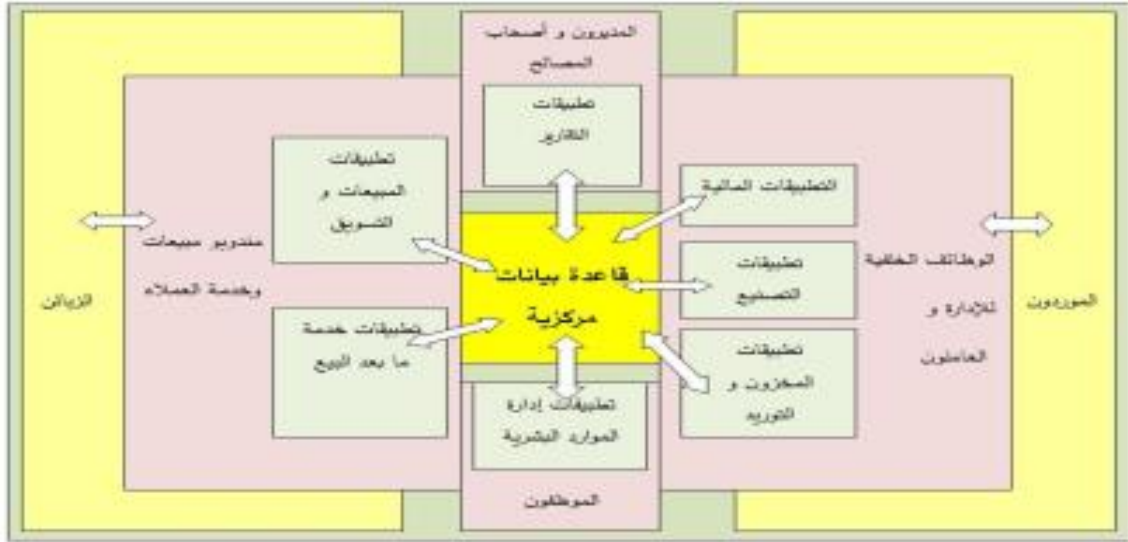 المديرون و أصحاب
المصالح
تطبيقات
التقارير
التطبيقات المالية
تطبيقات
التصنيع
تطبيقات
المخزون و
التوريد
الوظائف الخلفية
للإدارة و
العاملون
الموردون
قاعدة بيانات
مركزية
تطبيقات
المبيعات و
التسويق
تطبيقات خدمة
ما بعد البيع
مندوبو مبيعات
وخدمة العملاء
الزبائن
تطبيقات إدارة
الموارد البشرية
الموظفون